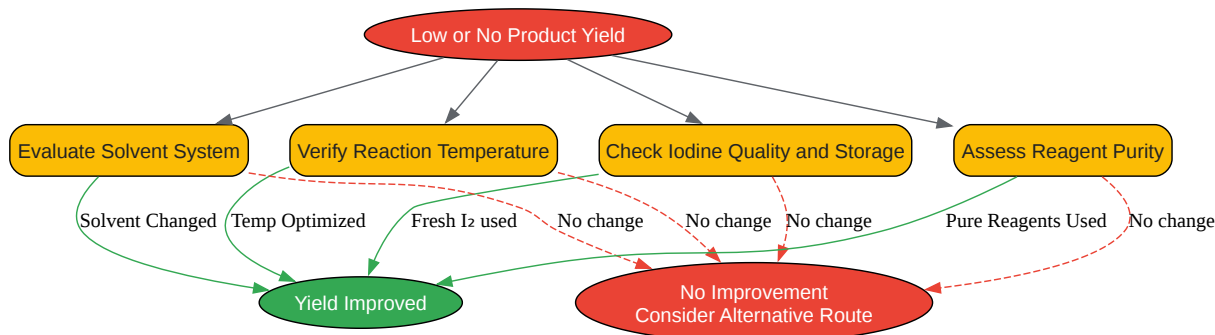 Low or No Product Yield
Evaluate Solvent System
Verify Reaction Temperature
Check Iodine Quality and Storage
Assess Reagent Purity
Solvent Changed
Temp Optimized
Fresh I₂ used
No change
No change
No change
Pure Reagents Used
No change
Yield Improved
No Improvement
Consider Alternative Route